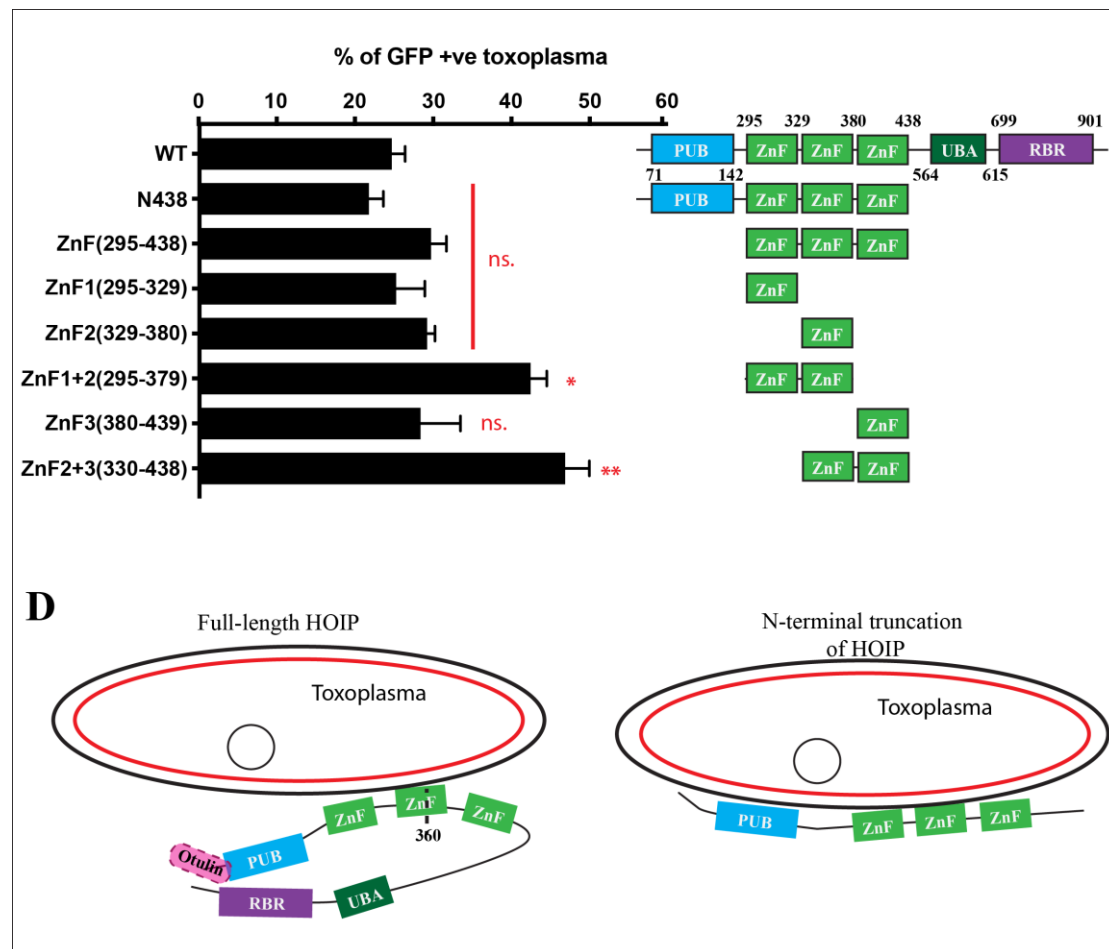 % of GFP +ve toxoplasma
0 10 20 30 40 50 60
295 329 380 438 699 901
WT
PUB ZnF ZnF ZnF UBA RBR
71 142 564 615
N438
PUB ZnF ZnF ZnF
ZnF(295-438)
ZnF ZnF ZnF
ns.
ZnF1(295-329)
ZnF
ZnF2(329-380)
ZnF
ZnF1+2(295-379)
*
ZnF ZnF
ZnF3(380-439)
ns.
ZnF
ZnF2+3(330-438)
**
ZnF ZnF
D
Full-length HOIP
Toxoplasma
ZnF ZnF ZnF
360
Otulin PUB
RBR UBA
N-terminal truncation
of HOIP
Toxoplasma
PUB ZnF ZnF ZnF